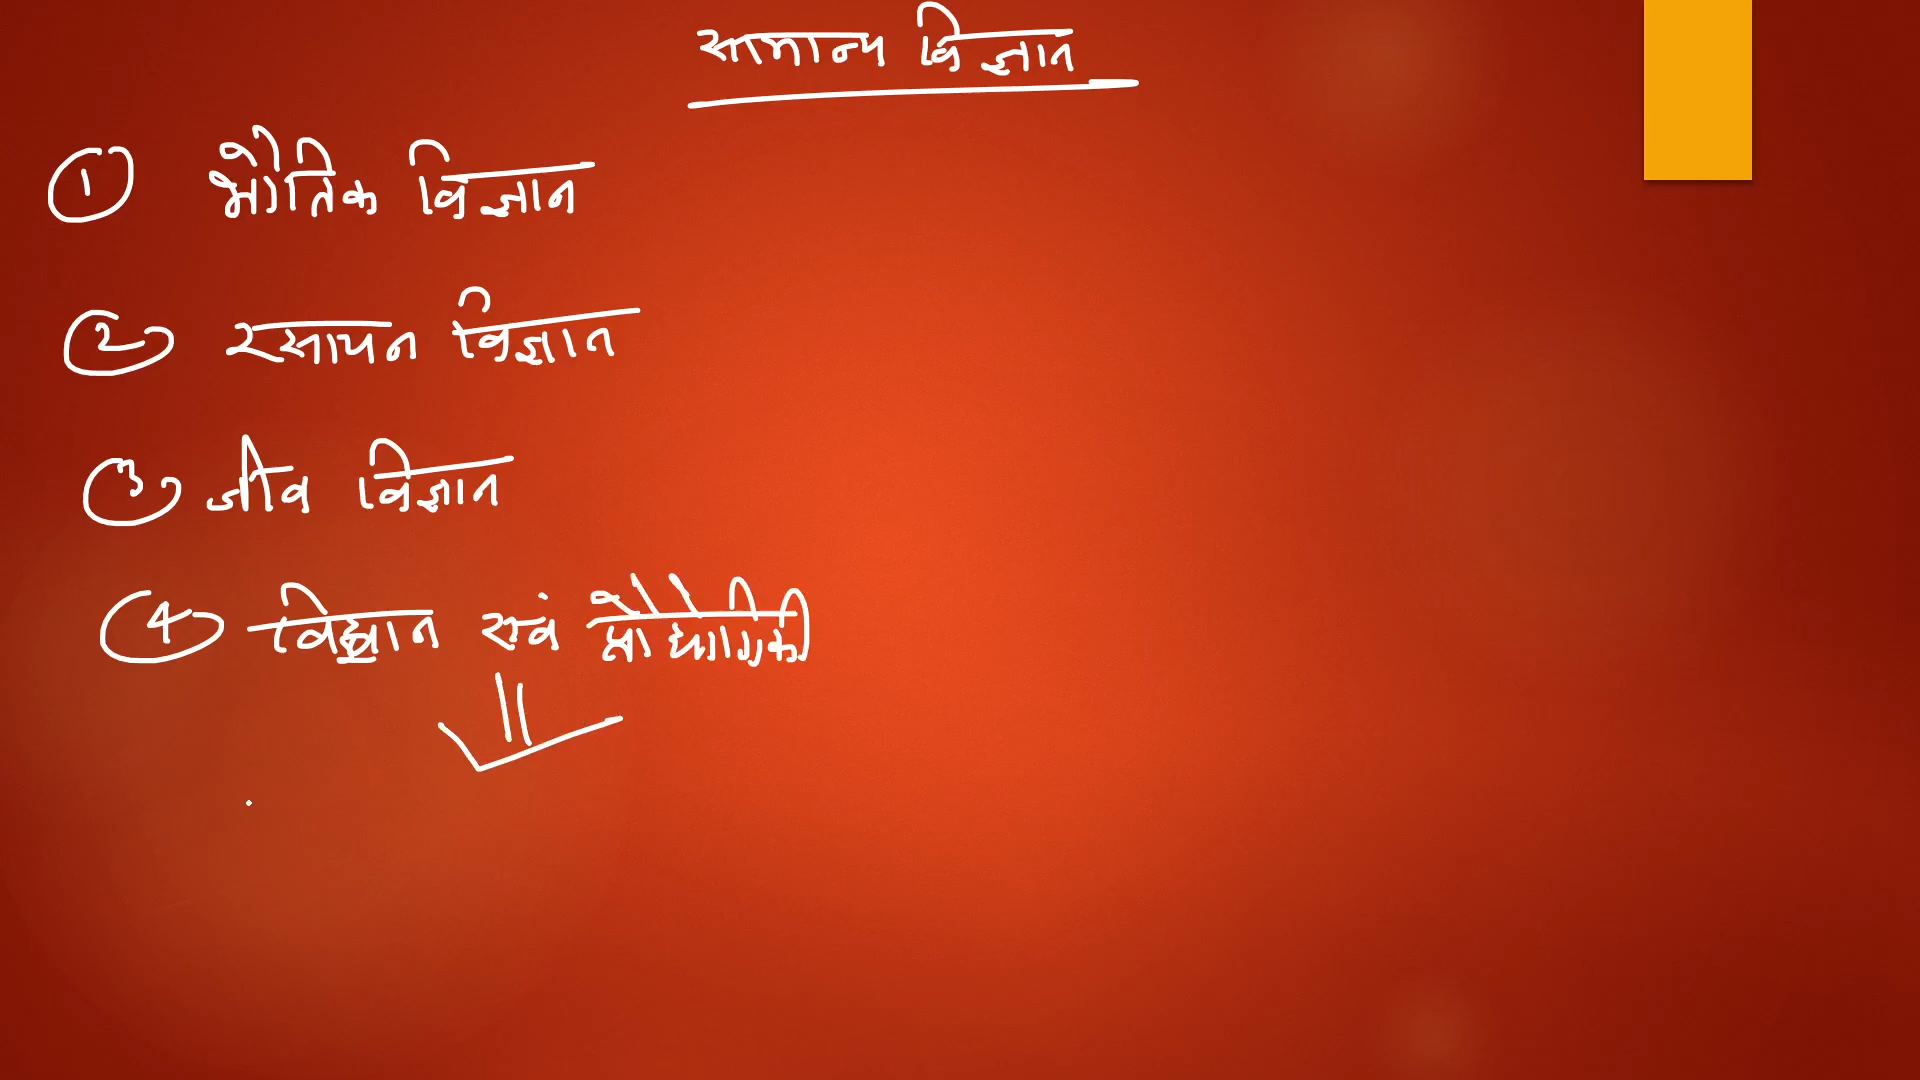 सामान्य विज्ञान
1 भौतिक विज्ञान
2 रसायन विज्ञान
3 जीव विज्ञान
4 विज्ञान एवं प्रौद्योगिकी